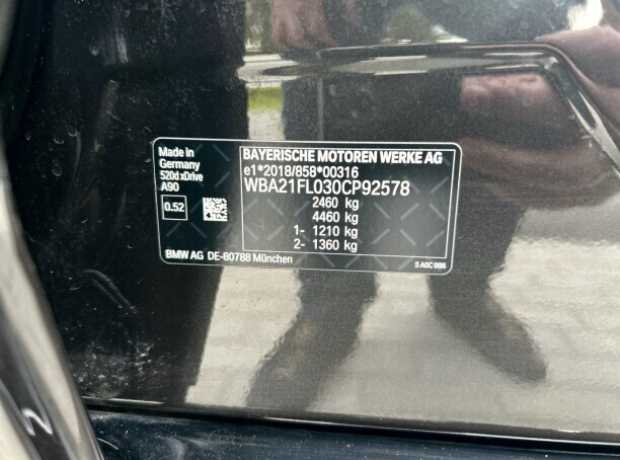 Made in
Germany
520d xDrive
A90
0.52
BAYERISCHE MOTOREN WERKE AG
e1*2018/858*00316
WBA21FL030CP92578
2460 kg
4460 kg
1- 1210 kg
2- 1360 kg
BMW AG DE-80788 München